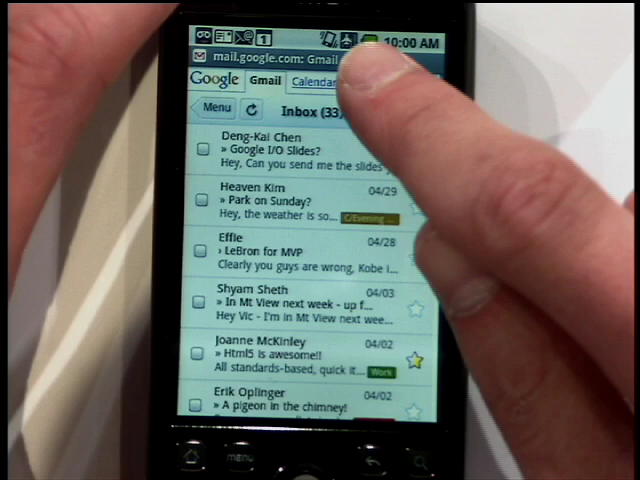 1
10:00 AM
mail.google.com: Gmail
Google Gmail Calendar
Menu
Inbox (33)
Deng-Kai Chen
» Google I/O Slides?
Hey, Can you send me the slides
Heaven Kim 04/29
» Park on Sunday?
Hey, the weather is so... C/Evening ...
Effie 04/28
› LeBron for MVP
Clearly you guys are wrong, Kobe i...
Shyam Sheth 04/03
» In Mt View next week - up f...
Hey Vic - I'm in Mt View next wee...
Joanne McKinley 04/02
» Html5 is awesome!!
All standards-based, quick it... Work
Erik Oplinger 04/02
» A pigeon in the chimney!
menu